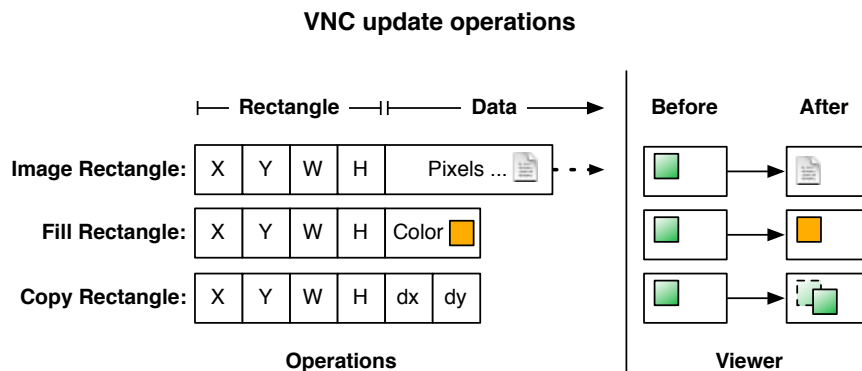 VNC update operations
Rectangle Data Before After
Image Rectangle: X Y W H Pixels ...
Fill Rectangle: X Y W H Color
Copy Rectangle: X Y W H dx dy
Operations Viewer